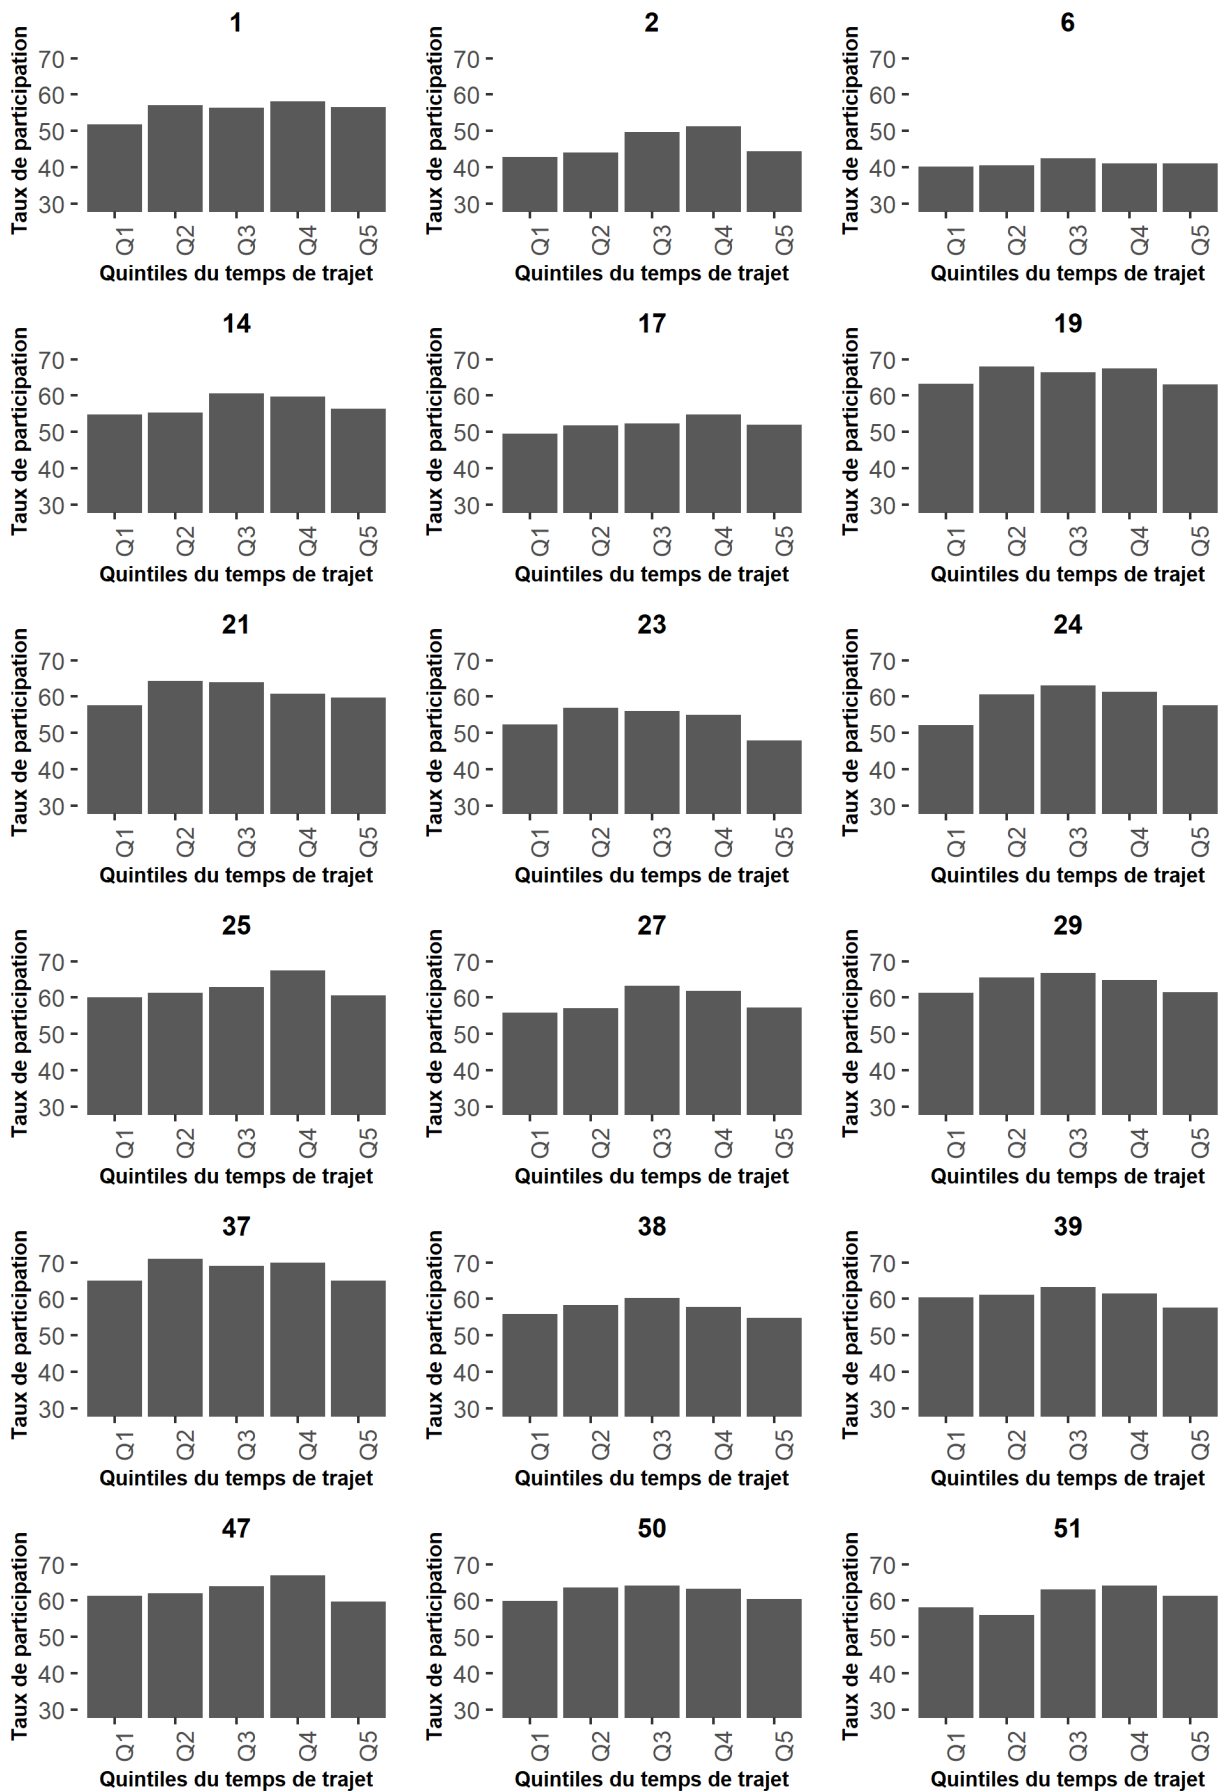 1 2 6
Taux de participation Taux de participation Taux de participation
70 70 70
60 60 60
50 50 50
40 40 40
30 30 30
Q1 Q2 Q3 Q4 Q5 Q1 Q2 Q3 Q4 Q5 Q1 Q2 Q3 Q4 Q5
Quintiles du temps de trajet Quintiles du temps de trajet Quintiles du temps de trajet
14 17 19
Taux de participation Taux de participation Taux de participation
70 70 70
60 60 60
50 50 50
40 40 40
30 30 30
Q1 Q2 Q3 Q4 Q5 Q1 Q2 Q3 Q4 Q5 Q1 Q2 Q3 Q4 Q5
Quintiles du temps de trajet Quintiles du temps de trajet Quintiles du temps de trajet
21 23 24
Taux de participation Taux de participation Taux de participation
70 70 70
60 60 60
50 50 50
40 40 40
30 30 30
Q1 Q2 Q3 Q4 Q5 Q1 Q2 Q3 Q4 Q5 Q1 Q2 Q3 Q4 Q5
Quintiles du temps de trajet Quintiles du temps de trajet Quintiles du temps de trajet
25 27 29
Taux de participation Taux de participation Taux de participation
70 70 70
60 60 60
50 50 50
40 40 40
30 30 30
Q1 Q2 Q3 Q4 Q5 Q1 Q2 Q3 Q4 Q5 Q1 Q2 Q3 Q4 Q5
Quintiles du temps de trajet Quintiles du temps de trajet Quintiles du temps de trajet
37 38 39
Taux de participation Taux de participation Taux de participation
70 70 70
60 60 60
50 50 50
40 40 40
30 30 30
Q1 Q2 Q3 Q4 Q5 Q1 Q2 Q3 Q4 Q5 Q1 Q2 Q3 Q4 Q5
Quintiles du temps de trajet Quintiles du temps de trajet Quintiles du temps de trajet
47 50 51
Taux de participation Taux de participation Taux de participation
70 70 70
60 60 60
50 50 50
40 40 40
30 30 30
Q1 Q2 Q3 Q4 Q5 Q1 Q2 Q3 Q4 Q5 Q1 Q2 Q3 Q4 Q5
Quintiles du temps de trajet Quintiles du temps de trajet Quintiles du temps de trajet